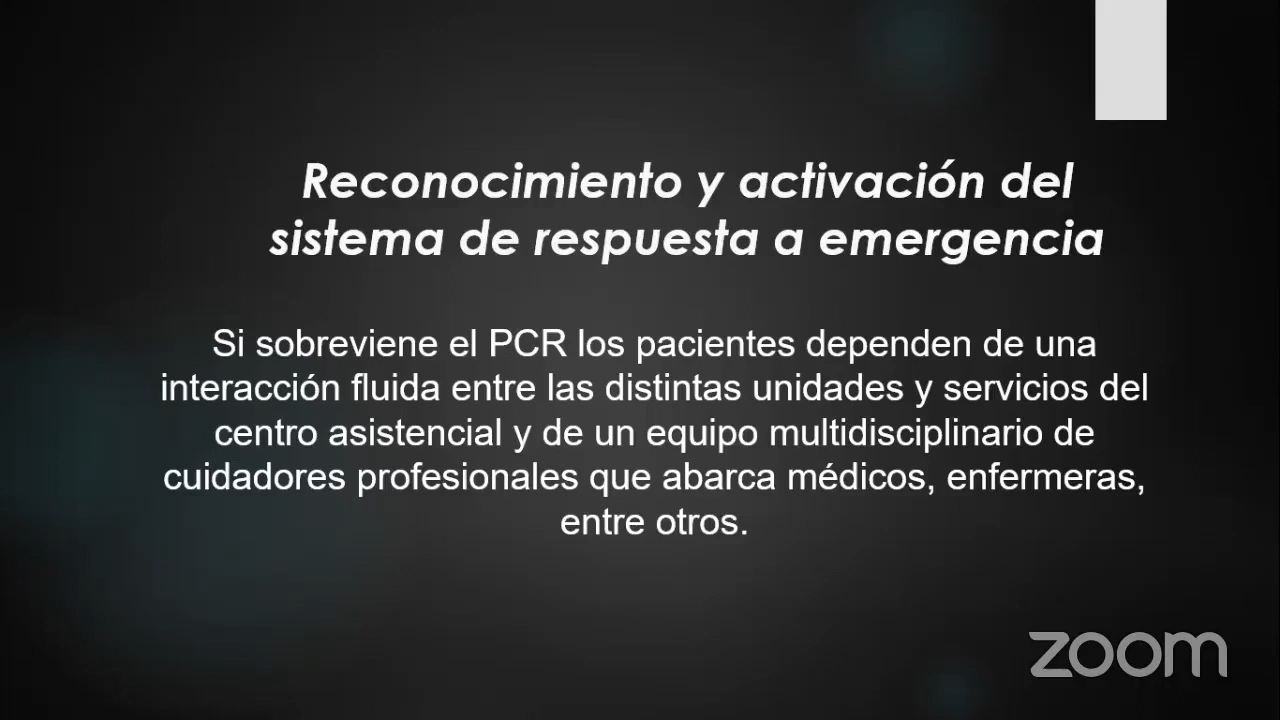 Reconocimiento y activación del
sistema de respuesta a emergencia
Si sobreviene el PCR los pacientes dependen de una
interacción fluida entre las distintas unidades y servicios del
centro asistencial y de un equipo multidisciplinario de
cuidadores profesionales que abarca médicos, enfermeras,
entre otros.
zoom